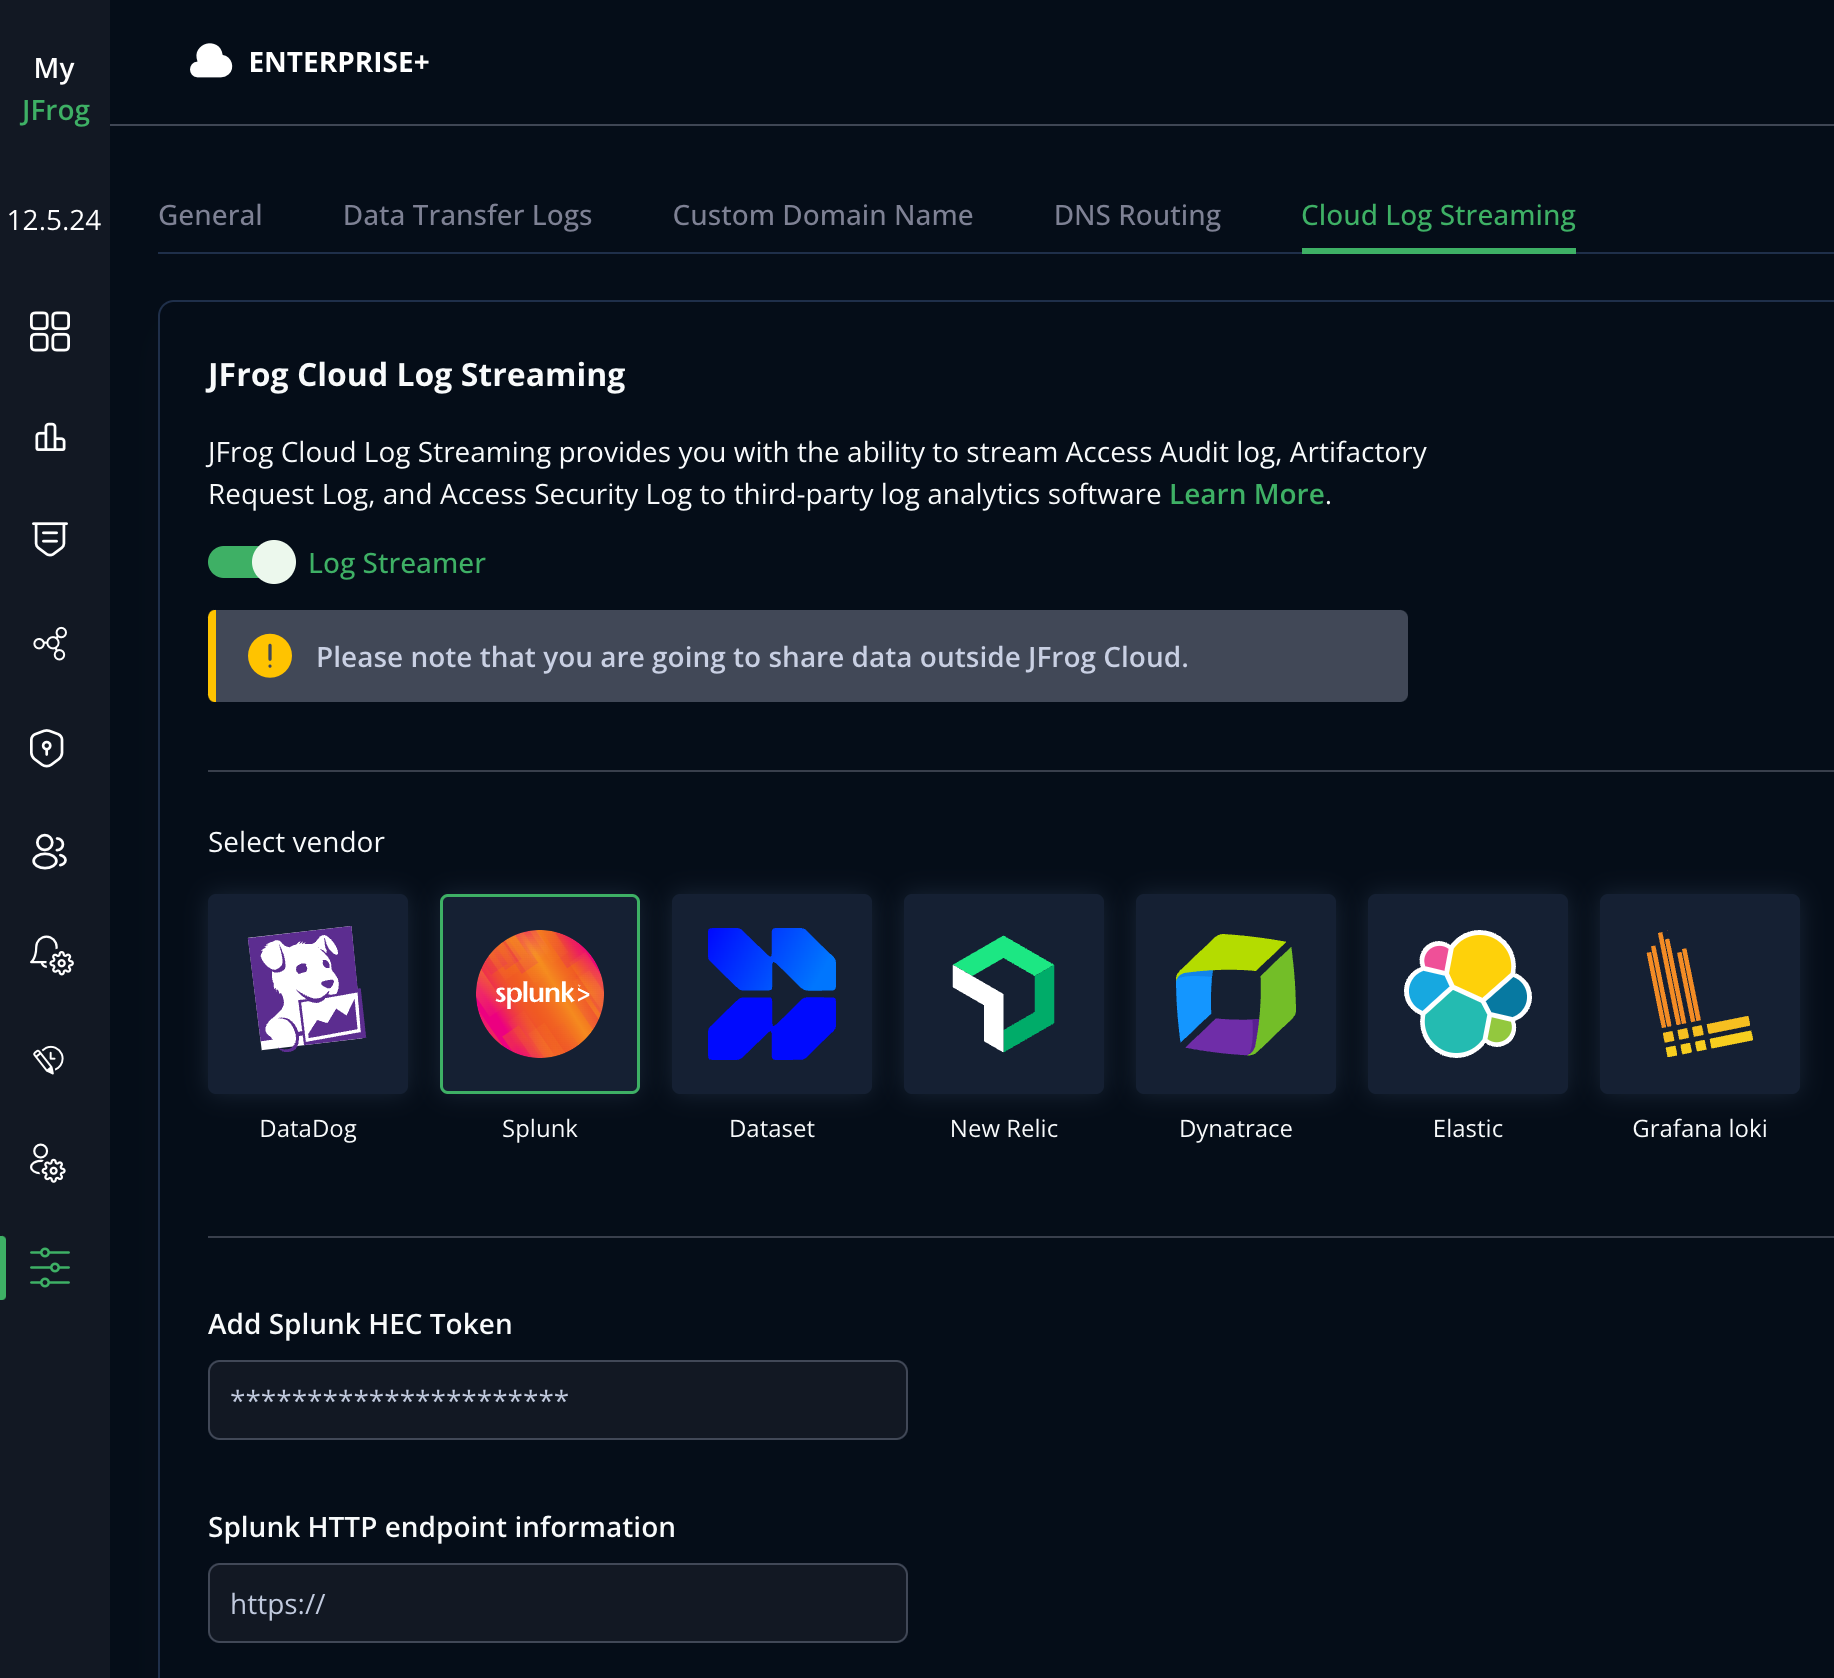 My
JFrog
ENTERPRISE+
12.5.24
General
Data Transfer Logs
Custom Domain Name
DNS Routing
Cloud Log Streaming
JFrog Cloud Log Streaming
JFrog Cloud Log Streaming provides you with the ability to stream Access Audit log, Artifactory
Request Log, and Access Security Log to third-party log analytics software Learn More.
Log Streamer
! Please note that you are going to share data outside JFrog Cloud.
Select vendor
splunk>
DataDog
Splunk
Dataset
New Relic
Dynatrace
Elastic
Grafana loki
Add Splunk HEC Token
**********************
Splunk HTTP endpoint information
https://